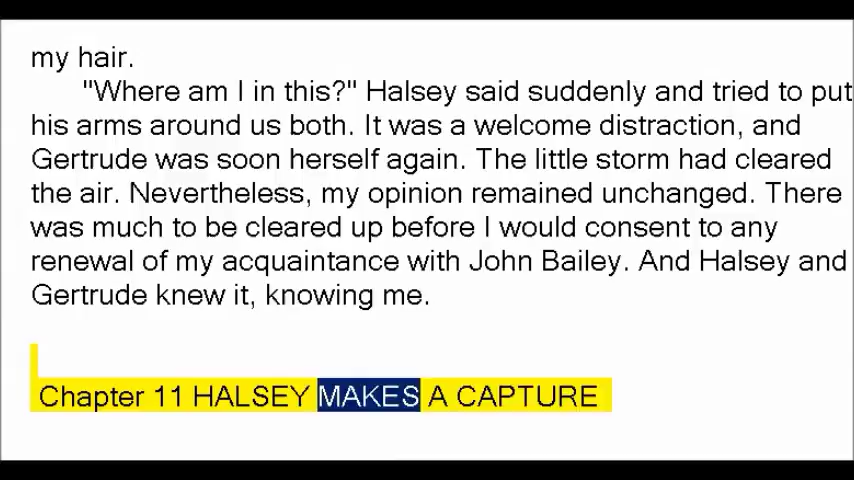 my hair.
"Where am I in this?" Halsey said suddenly and tried to put
his arms around us both. It was a welcome distraction, and
Gertrude was soon herself again. The little storm had cleared
the air. Nevertheless, my opinion remained unchanged. There
was much to be cleared up before I would consent to any
renewal of my acquaintance with John Bailey. And Halsey and
Gertrude knew it, knowing me.
Chapter 11 HALSEY MAKES A CAPTURE